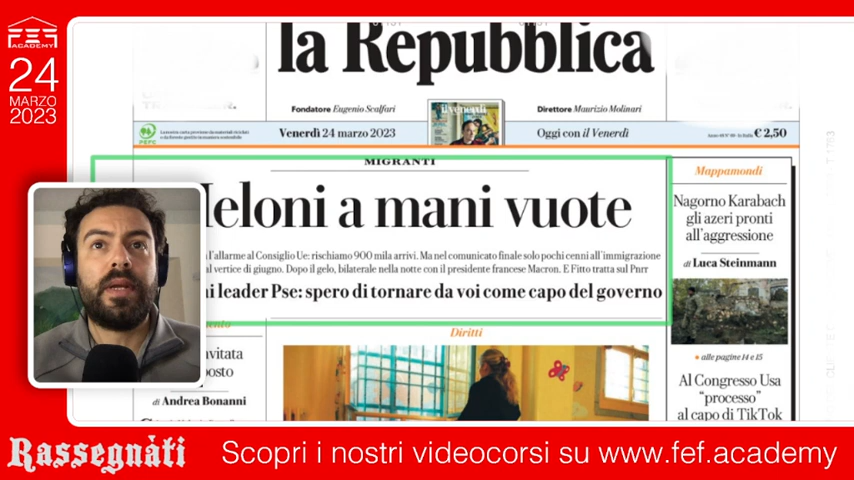 FEF
ACADEMY
24
MARZO
2023
la Repubblica
Fondatore Eugenio Scalfari
il venerdì
Direttore Maurizio Molinari
Venerdì 24 marzo 2023
Oggi con il Venerdì
€ 2,50
MIGRANTI
eloni a mani vuote
l'allarme al Consiglio Ue: rischiamo 900 mila arrivi. Ma nel comunicato finale solo pochi cenni all'immigrazione
al vertice di giugno. Dopo il gelo, bilaterale nella notte con il presidente francese Macron. E Fitto tratta sul Pnrr
i leader Pse: spero di tornare da voi come capo del governo
Mappamondi
Nagorno Karabach
gli azeri pronti
all'aggressione
di Luca Steinmann
• alle pagine 14 e 15
Al Congresso Usa
“processo”
al capo di TikTok
Diritti
nvitata
osto
di Andrea Bonanni
Rassegnàti
Scopri i nostri videocorsi su www.fef.academy